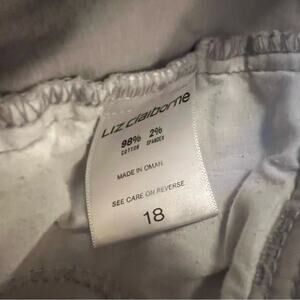 LIZ claiborne
98% 2%
COTTON SPANDEX
MADE IN OMAN
SEE CARE ON REVERSE
18